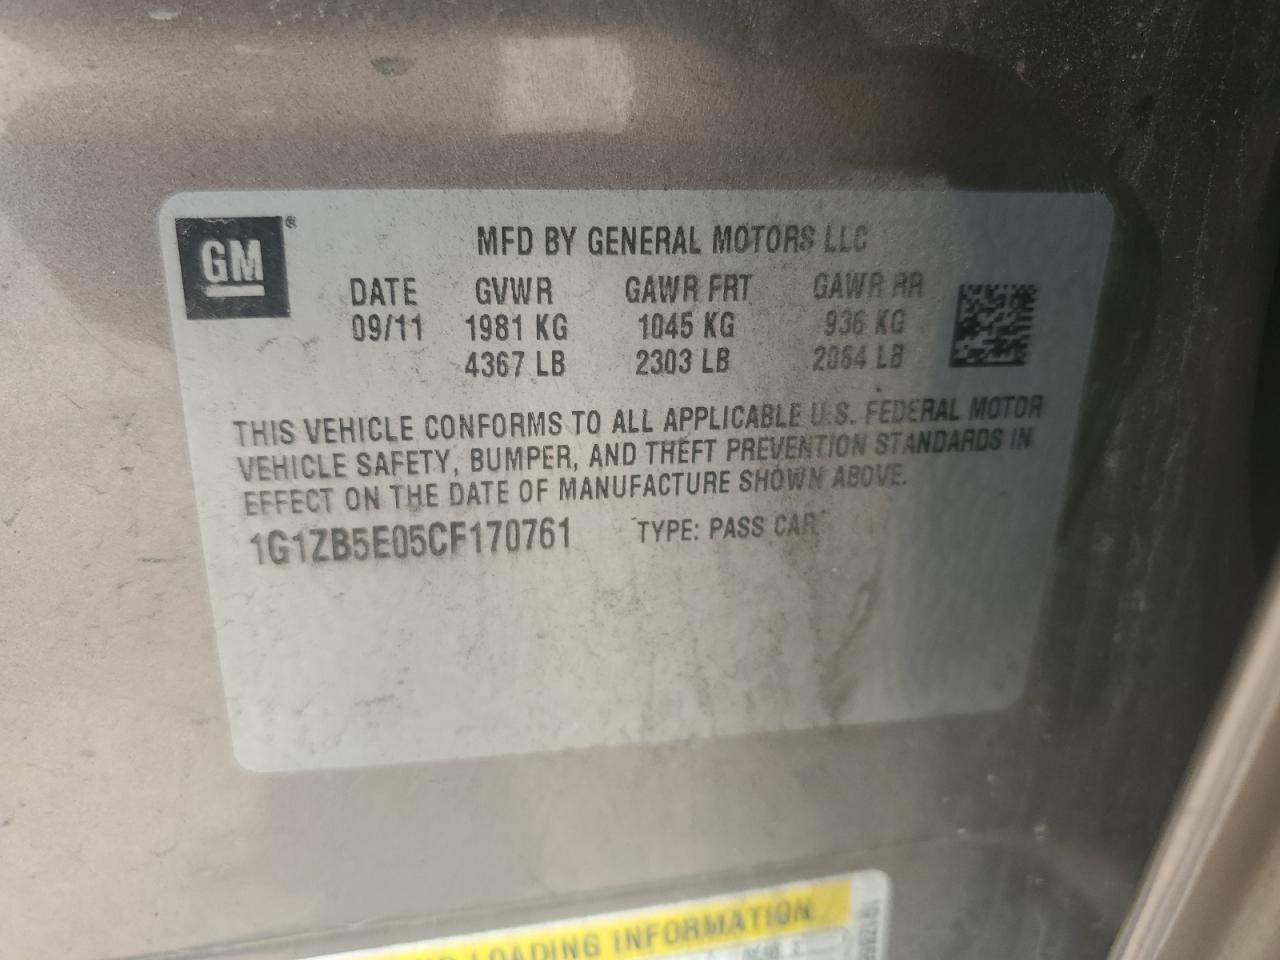 GM®
MFD BY GENERAL MOTORS LLC
DATE GVWR GAWR FRT GAWR RR
09/11 1981 KG 1045 KG 936 KG
4367 LB 2303 LB 2064 LB
THIS VEHICLE CONFORMS TO ALL APPLICABLE U.S. FEDERAL MOTOR
VEHICLE SAFETY, BUMPER, AND THEFT PREVENTION STANDARDS IN
EFFECT ON THE DATE OF MANUFACTURE SHOWN ABOVE.
1G1ZB5E05CF170761 TYPE: PASS CAR
LOADING INFORMATION